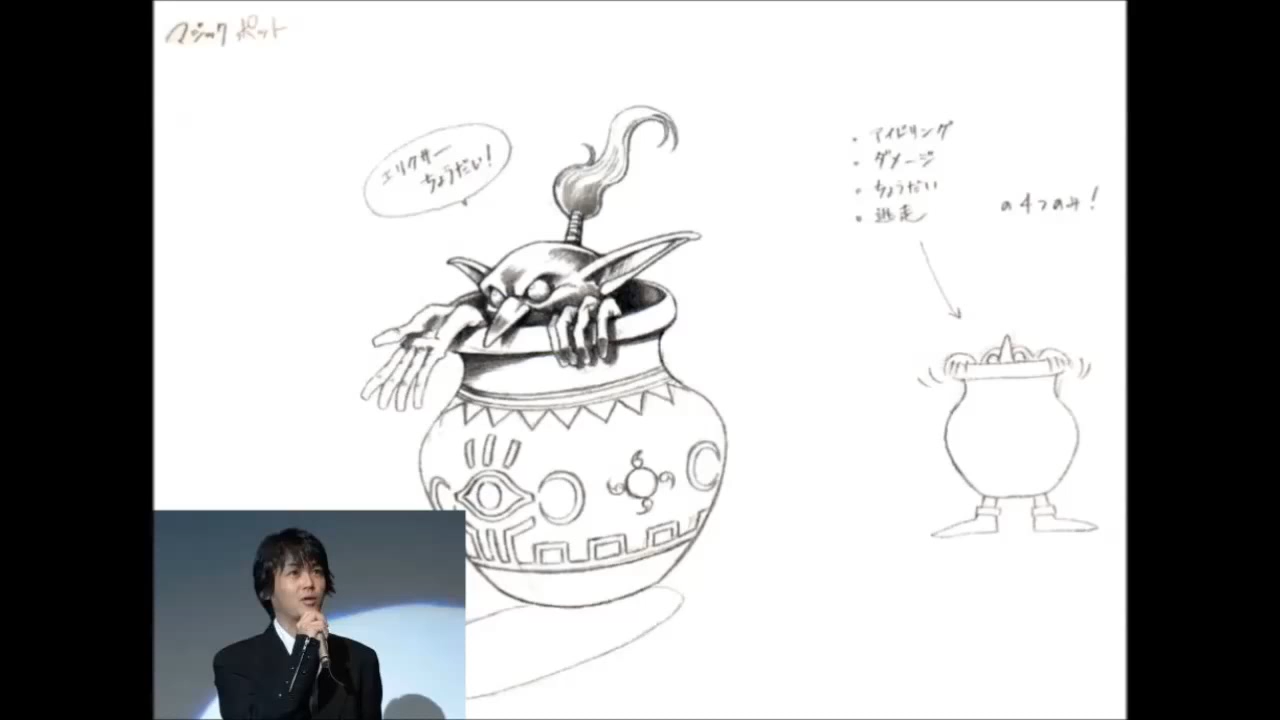 マジック ポット
エリクサー
ちょうだい!
・アイドリング
・ダメージ
・ちょうだい
・逃走
の4つのみ!